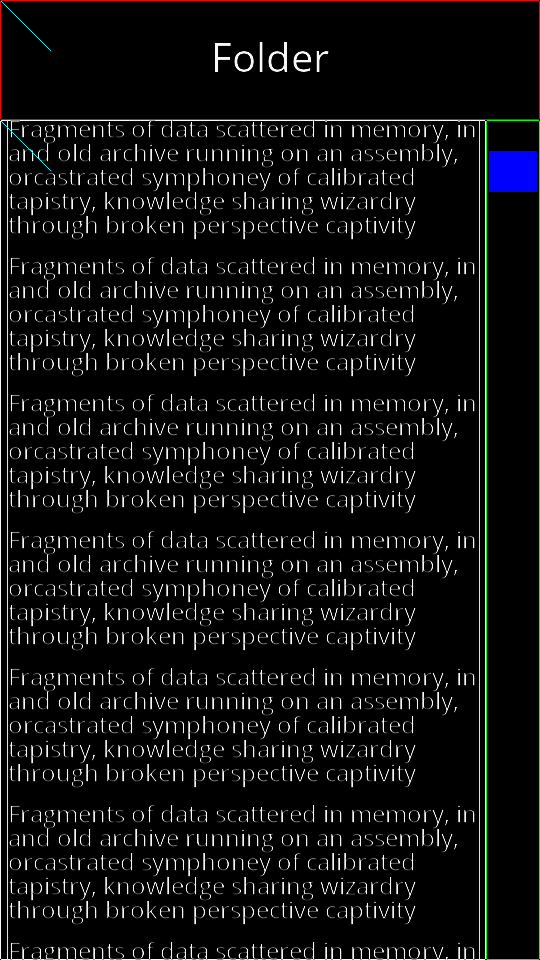 Folder
Fragments of data scattered in memory, in
and old archive running on an assembly,
orcastrated symphoney of calibrated
tapistry, knowledge sharing wizardry
through broken perspective captivity
Fragments of data scattered in memory, in
and old archive running on an assembly,
orcastrated symphoney of calibrated
tapistry, knowledge sharing wizardry
through broken perspective captivity
Fragments of data scattered in memory, in
and old archive running on an assembly,
orcastrated symphoney of calibrated
tapistry, knowledge sharing wizardry
through broken perspective captivity
Fragments of data scattered in memory, in
and old archive running on an assembly,
orcastrated symphoney of calibrated
tapistry, knowledge sharing wizardry
through broken perspective captivity
Fragments of data scattered in memory, in
and old archive running on an assembly,
orcastrated symphoney of calibrated
tapistry, knowledge sharing wizardry
through broken perspective captivity
Fragments of data scattered in memory, in
and old archive running on an assembly,
orcastrated symphoney of calibrated
tapistry, knowledge sharing wizardry
through broken perspective captivity
Fragments of data scattered in memory, in